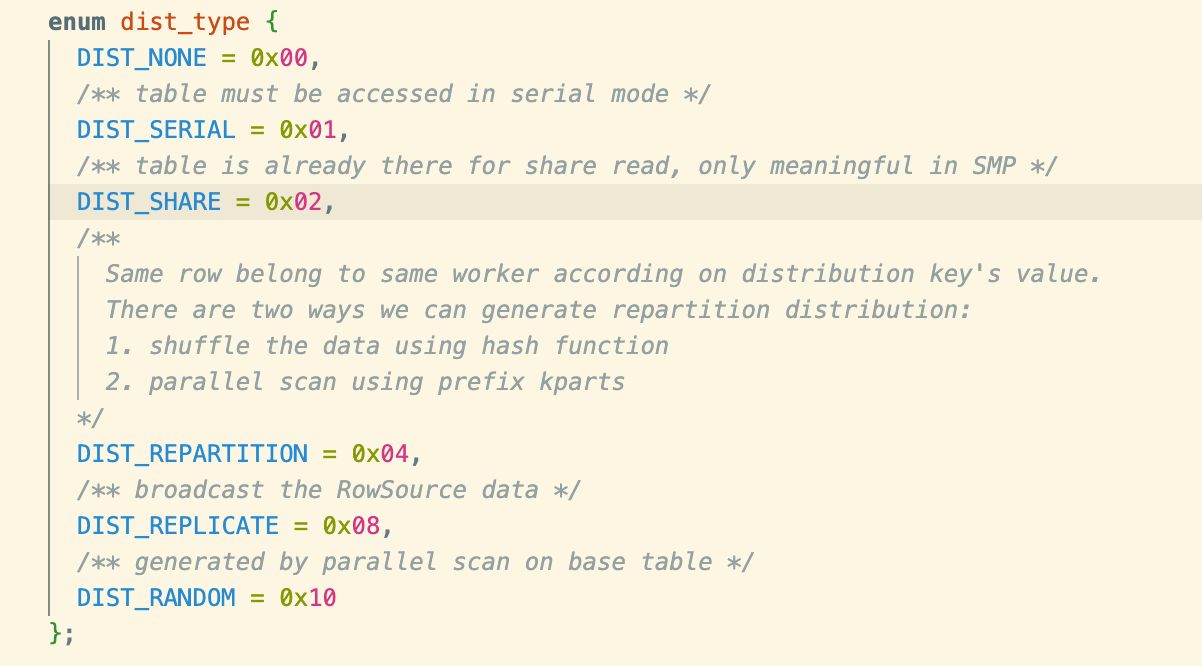 enum dist_type {
DIST_NONE = 0x00,
/** table must be accessed in serial mode */
DIST_SERIAL = 0x01,
/** table is already there for share read, only meaningful in SMP */
DIST_SHARE = 0x02,
/**
Same row belong to same worker according on distribution key's value.
There are two ways we can generate repartition distribution:
1. shuffle the data using hash function
2. parallel scan using prefix kparts
*/
DIST_REPARTITION = 0x04,
/** broadcast the RowSource data */
DIST_REPLICATE = 0x08,
/** generated by parallel scan on base table */
DIST_RANDOM = 0x10
};